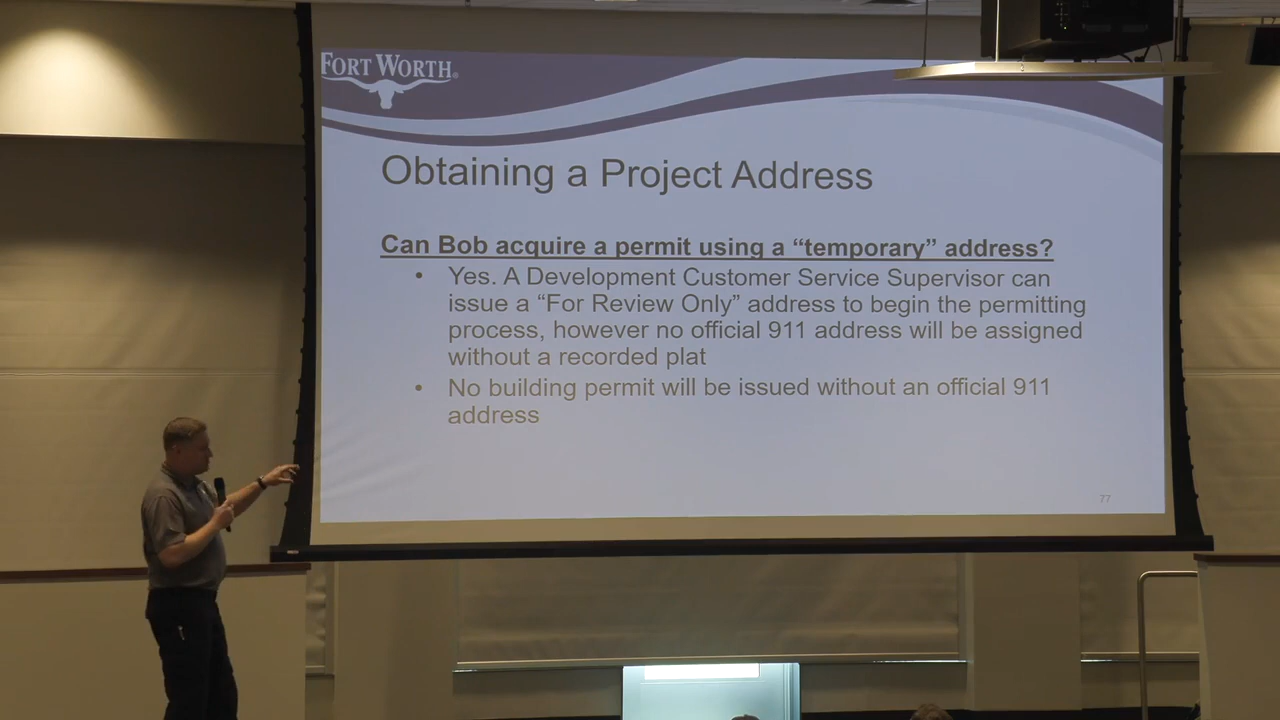 FORT WORTH®
Obtaining a Project Address
Can Bob acquire a permit using a “temporary” address?
• Yes. A Development Customer Service Supervisor can
issue a “For Review Only” address to begin the permitting
process, however no official 911 address will be assigned
without a recorded plat
• No building permit will be issued without an official 911
address
77